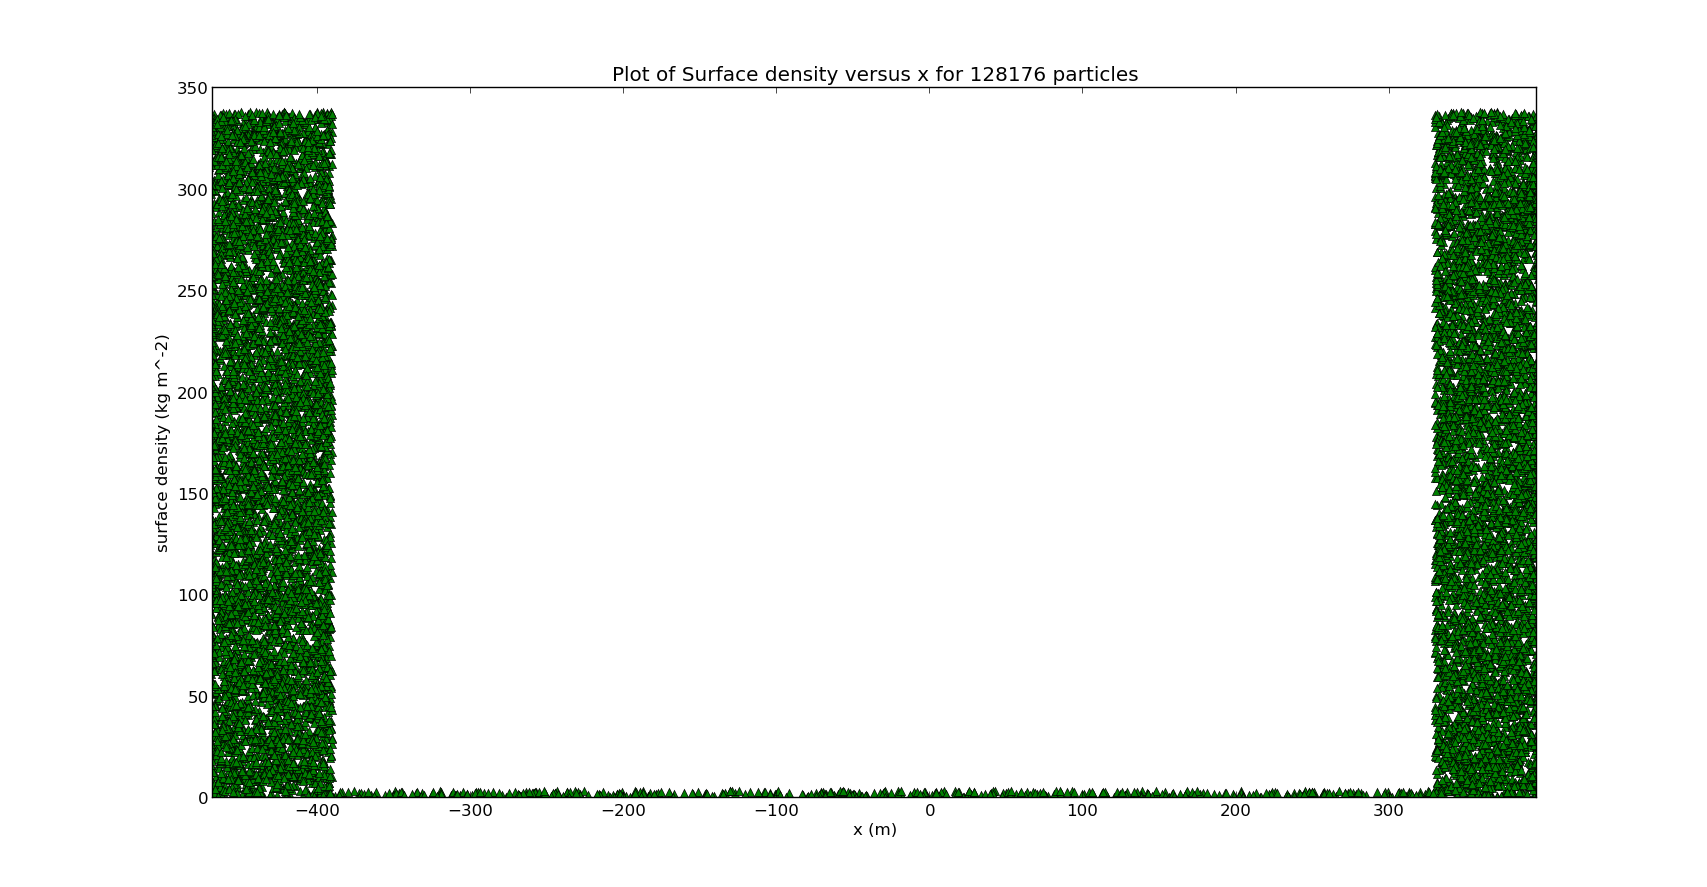 Plot of Surface density versus x for 128176 particles
350
300
250
200
150
100
50
0
surface density (kg m^-2)
−400 −300 −200 −100 0 100 200 300
x (m)